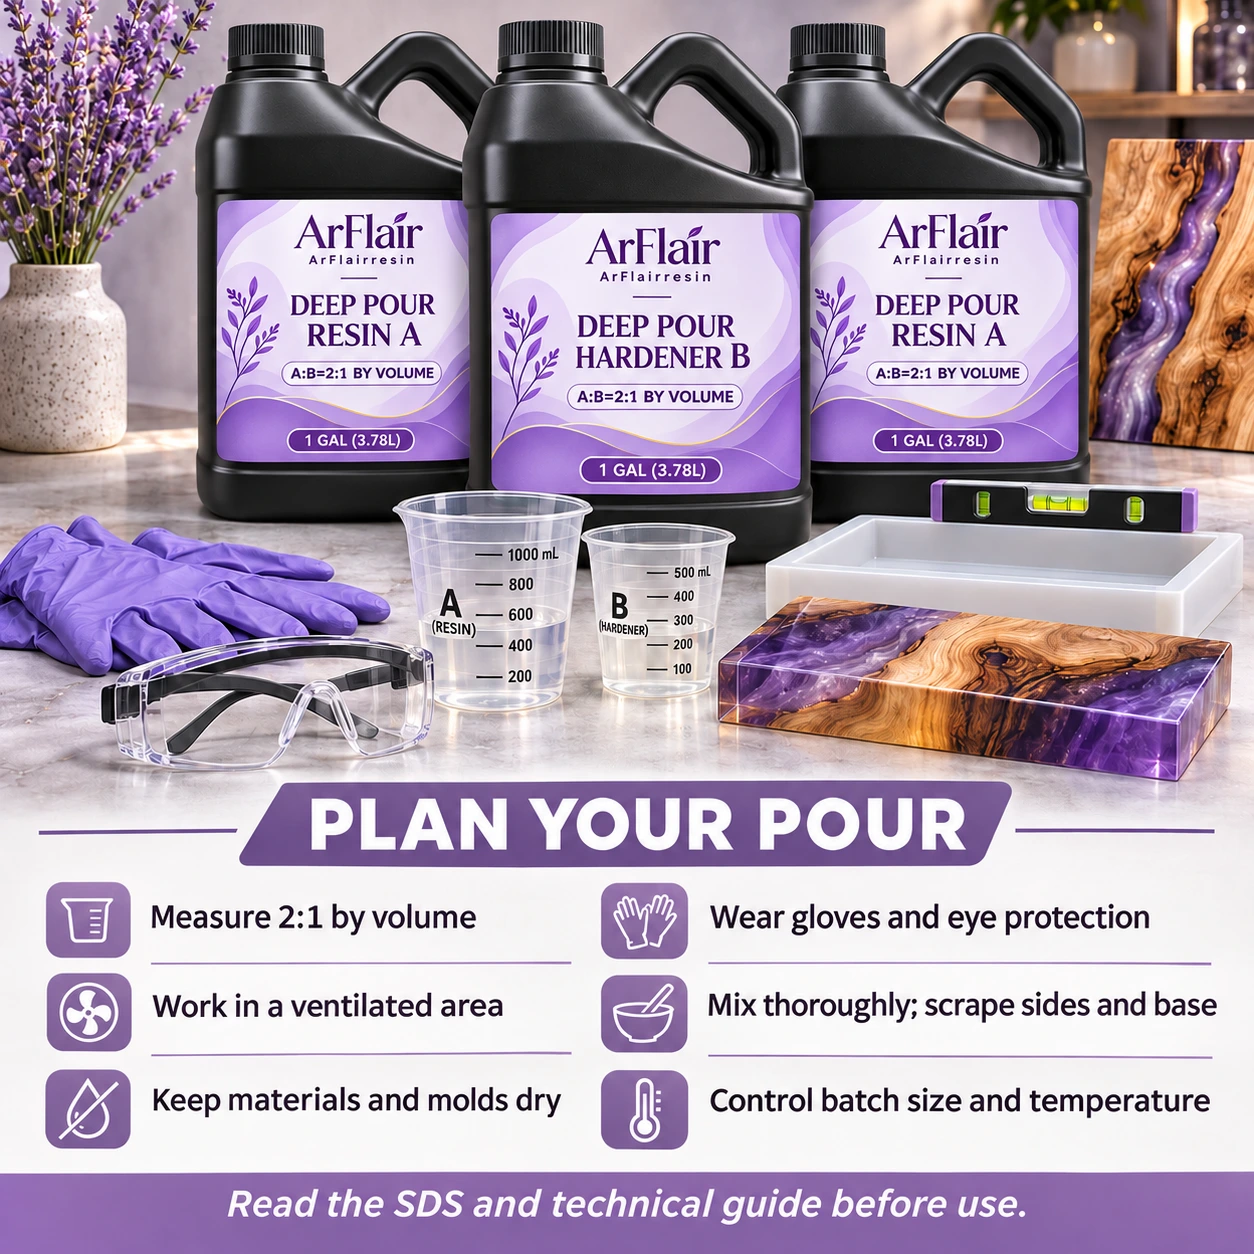 ArFlair
ArFlairresin
DEEP POUR
RESIN A
A:B=2:1 BY VOLUME
1 GAL (3.78L)
ArFlair
ArFlairresin
DEEP POUR
HARDENER B
A:B=2:1 BY VOLUME
1 GAL (3.78L)
ArFlair
ArFlairresin
DEEP POUR
RESIN A
A:B=2:1 BY VOLUME
1 GAL (3.78L)
1000 mL
800
A
600
(RESIN)
400
200
500 mL
400
B
300
(HARDENER)
200
100
PLAN YOUR POUR
Measure 2:1 by volume
Wear gloves and eye protection
Work in a ventilated area
Mix thoroughly; scrape sides and base
Keep materials and molds dry
Control batch size and temperature
Read the SDS and technical guide before use.